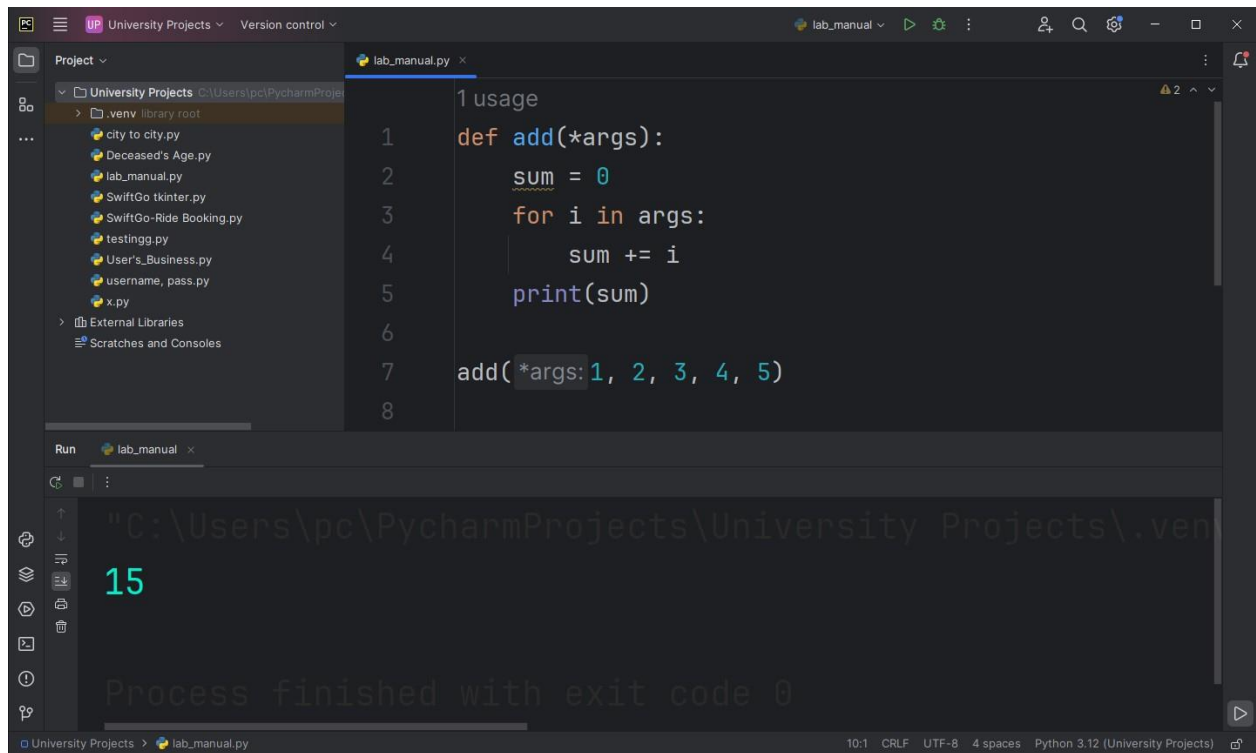 PC UP University Projects Version control lab_manual
Project
lab_manual.py
University Projects C:\Users\pc\PycharmProje
.venv library root
city to city.py
Deceased's Age.py
lab_manual.py
SwiftGo tkinter.py
SwiftGo-Ride Booking.py
testingg.py
User's_Business.py
username, pass.py
x.py
External Libraries
Scratches and Consoles
2
1 usage
1 def add(*args):
2 sum = 0
3 for i in args:
4 sum += i
5 print(sum)
6
7 add( *args: 1, 2, 3, 4, 5)
8
Run lab_manual
"C:\Users\pc\PycharmProjects\University Projects\.ven
15
Process finished with exit code 0
University Projects > lab_manual.py 10:1 CRLF UTF-8 4 spaces Python 3.12 (University Projects)